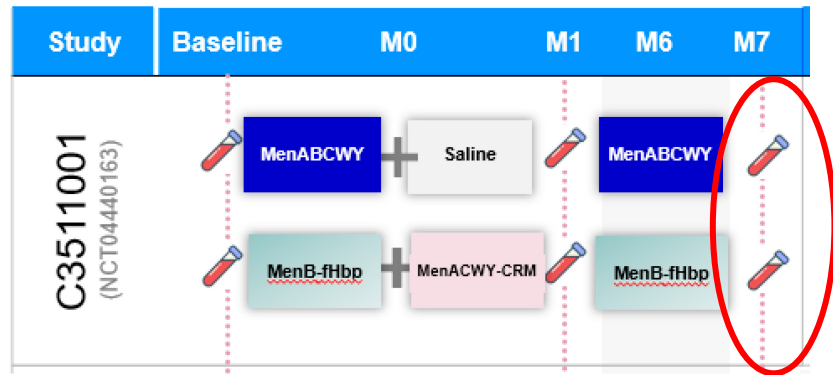 Study Baseline M0 M1 M6 M7
C3511001
(NCT04440163)
MenABCWY + Saline MenABCWY
MenB-fHbp + MenACWY-CRM MenB-fHbp